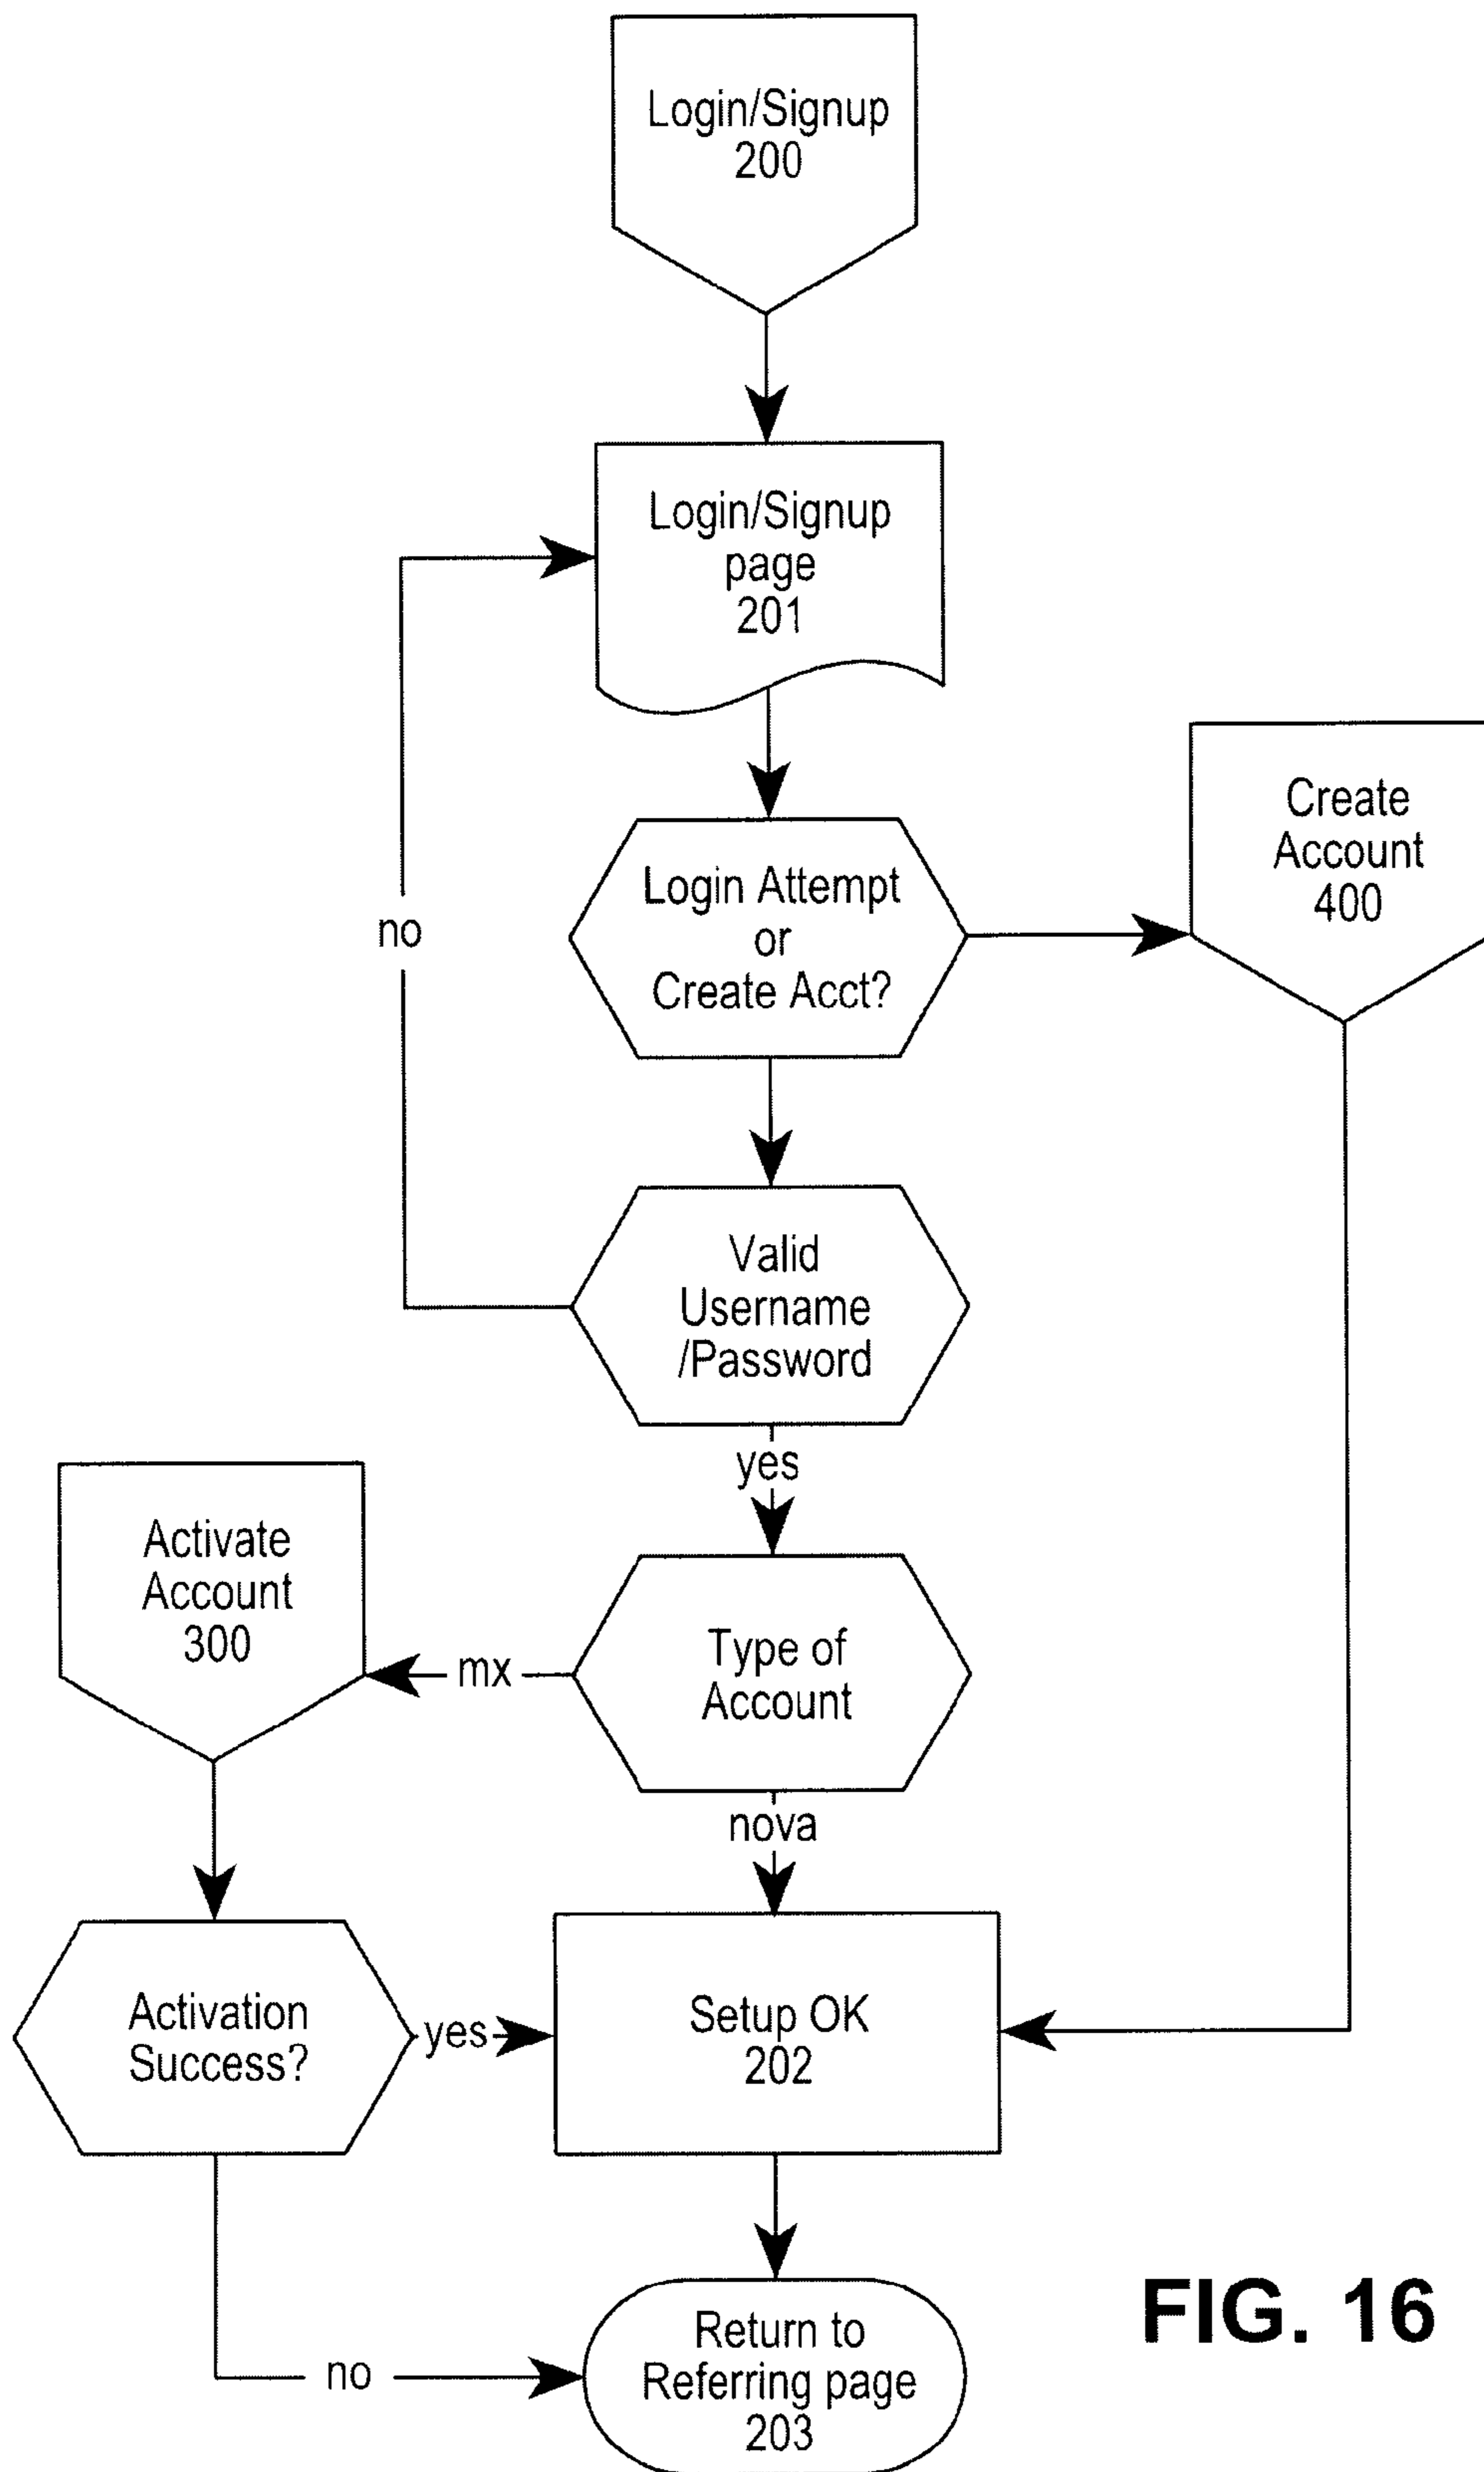 Login/Signup
200
Login/Signup
page
201
Create
Account
400
Login Attempt
or
Create Acct?
no
Valid
Username
/Password
yes
Activate
Account
300
mx
Type of
Account
nova
Activation
Success?
yes
Setup OK
202
no
Return to
Referring page
203
FIG. 16